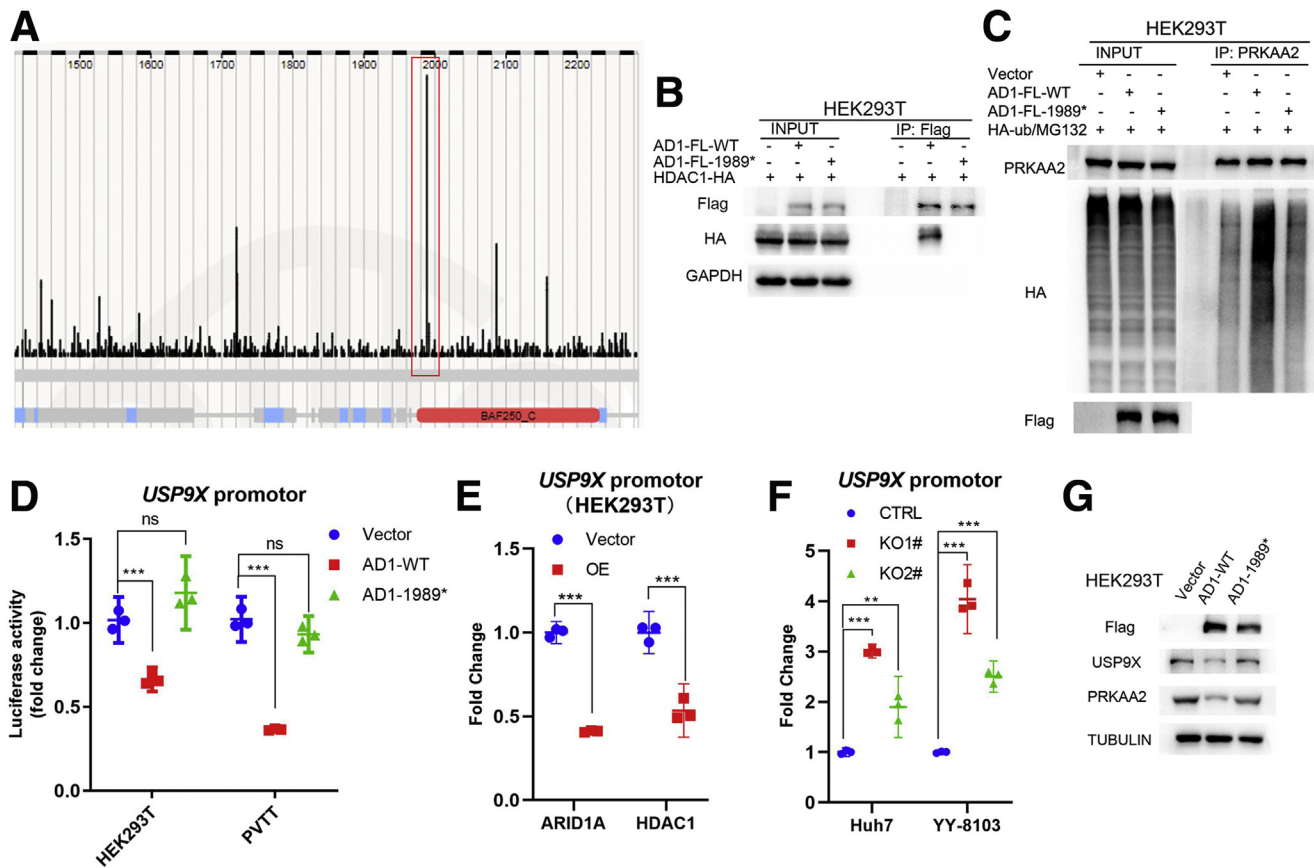 A
1500 1600 1700 1800 1900 2000 2100 2200
BAF250_C
B
HEK293T
INPUT IP: Flag
AD1-FL-WT - + - - + -
AD1-FL-1989* - - + - - +
HDAC1-HA + + + + + +
Flag
HA
GAPDH
C
HEK293T
INPUT IP: PRKAA2
Vector + - - + - -
AD1-FL-WT - + - - + -
AD1-FL-1989* - - + - - +
HA-ub/MG132 + + + + + +
PRKAA2
HA
Flag
D
USP9X promotor
Vector
AD1-WT
AD1-1989*
Luciferase activity
(fold change)
1.5
1.0
0.5
0.0
ns
***
ns
***
HEK293T
PVTT
E
USP9X promotor
(HEK293T)
Vector
OE
Fold Change
1.5
1.0
0.5
0.0
***
***
ARID1A HDAC1
F
USP9X promotor
CTRL
KO1#
KO2#
Fold Change
5
4
3
2
1
0
**
***
***
***
Huh7 YY-8103
G
HEK293T
Vector
AD1-WT
AD1-1989*
Flag
USP9X
PRKAA2
TUBULIN